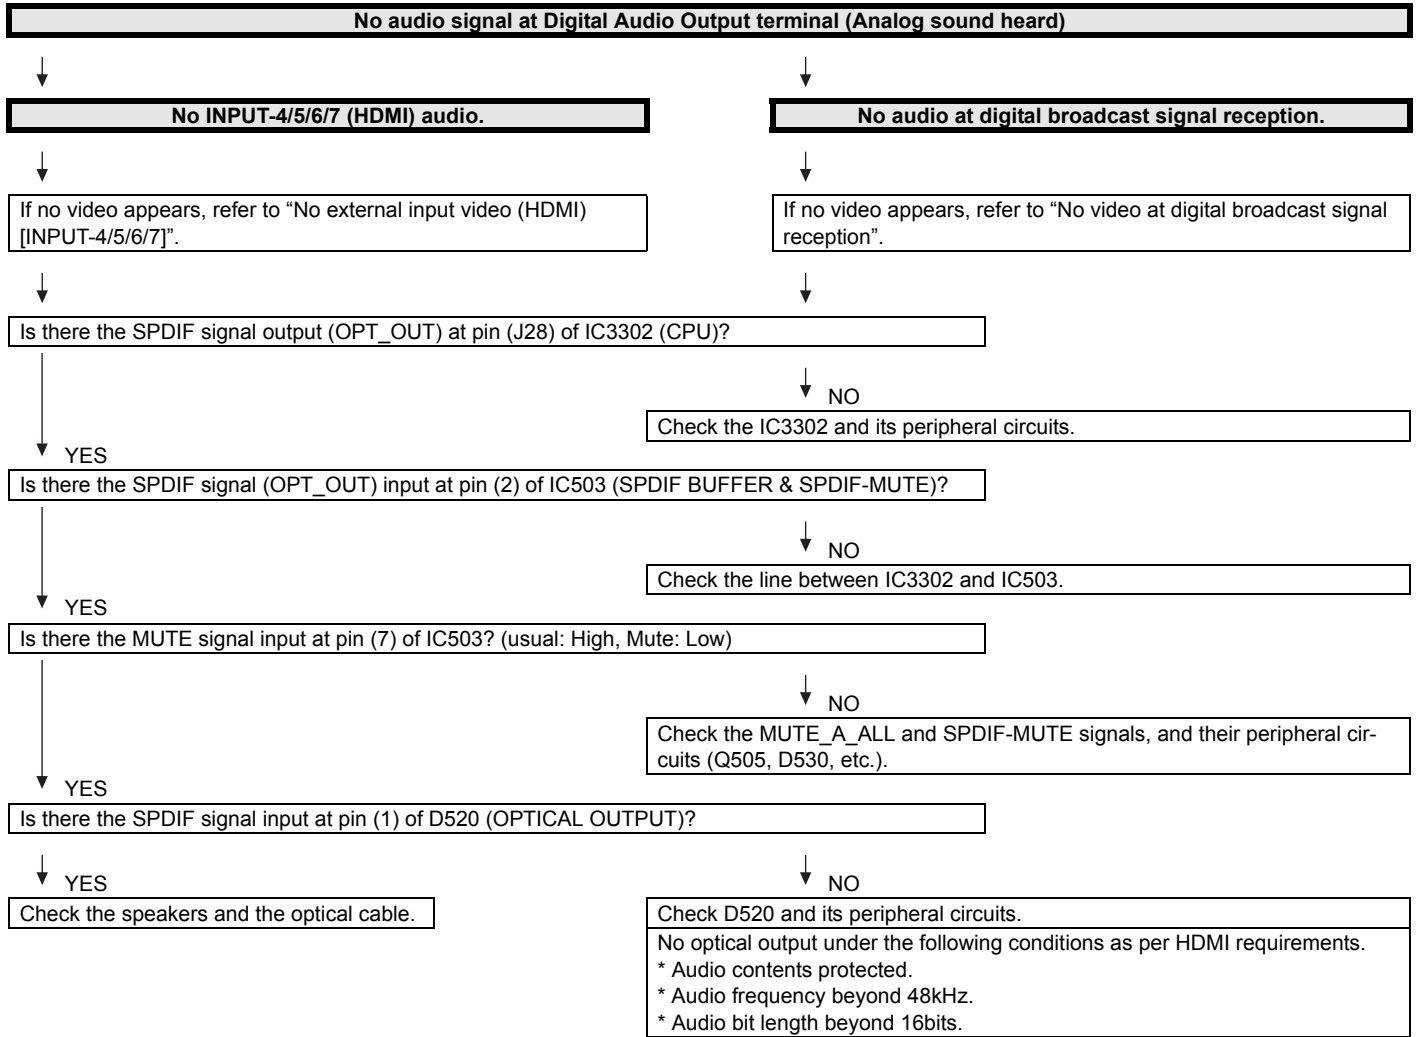 No audio signal at Digital Audio Output terminal (Analog sound heard)
No INPUT-4/5/6/7 (HDMI) audio.
No audio at digital broadcast signal reception.
If no video appears, refer to “No external input video (HDMI)
[INPUT-4/5/6/7]”.
If no video appears, refer to “No video at digital broadcast signal
reception”.
Is there the SPDIF signal output (OPT_OUT) at pin (J28) of IC3302 (CPU)?
NO
Check the IC3302 and its peripheral circuits.
YES
Is there the SPDIF signal (OPT_OUT) input at pin (2) of IC503 (SPDIF BUFFER & SPDIF-MUTE)?
NO
Check the line between IC3302 and IC503.
YES
Is there the MUTE signal input at pin (7) of IC503? (usual: High, Mute: Low)
NO
Check the MUTE_A_ALL and SPDIF-MUTE signals, and their peripheral cir-
cuits (Q505, D530, etc.).
YES
Is there the SPDIF signal input at pin (1) of D520 (OPTICAL OUTPUT)?
YES
NO
Check the speakers and the optical cable.
Check D520 and its peripheral circuits.
No optical output under the following conditions as per HDMI requirements.
* Audio contents protected.
* Audio frequency beyond 48kHz.
* Audio bit length beyond 16bits.